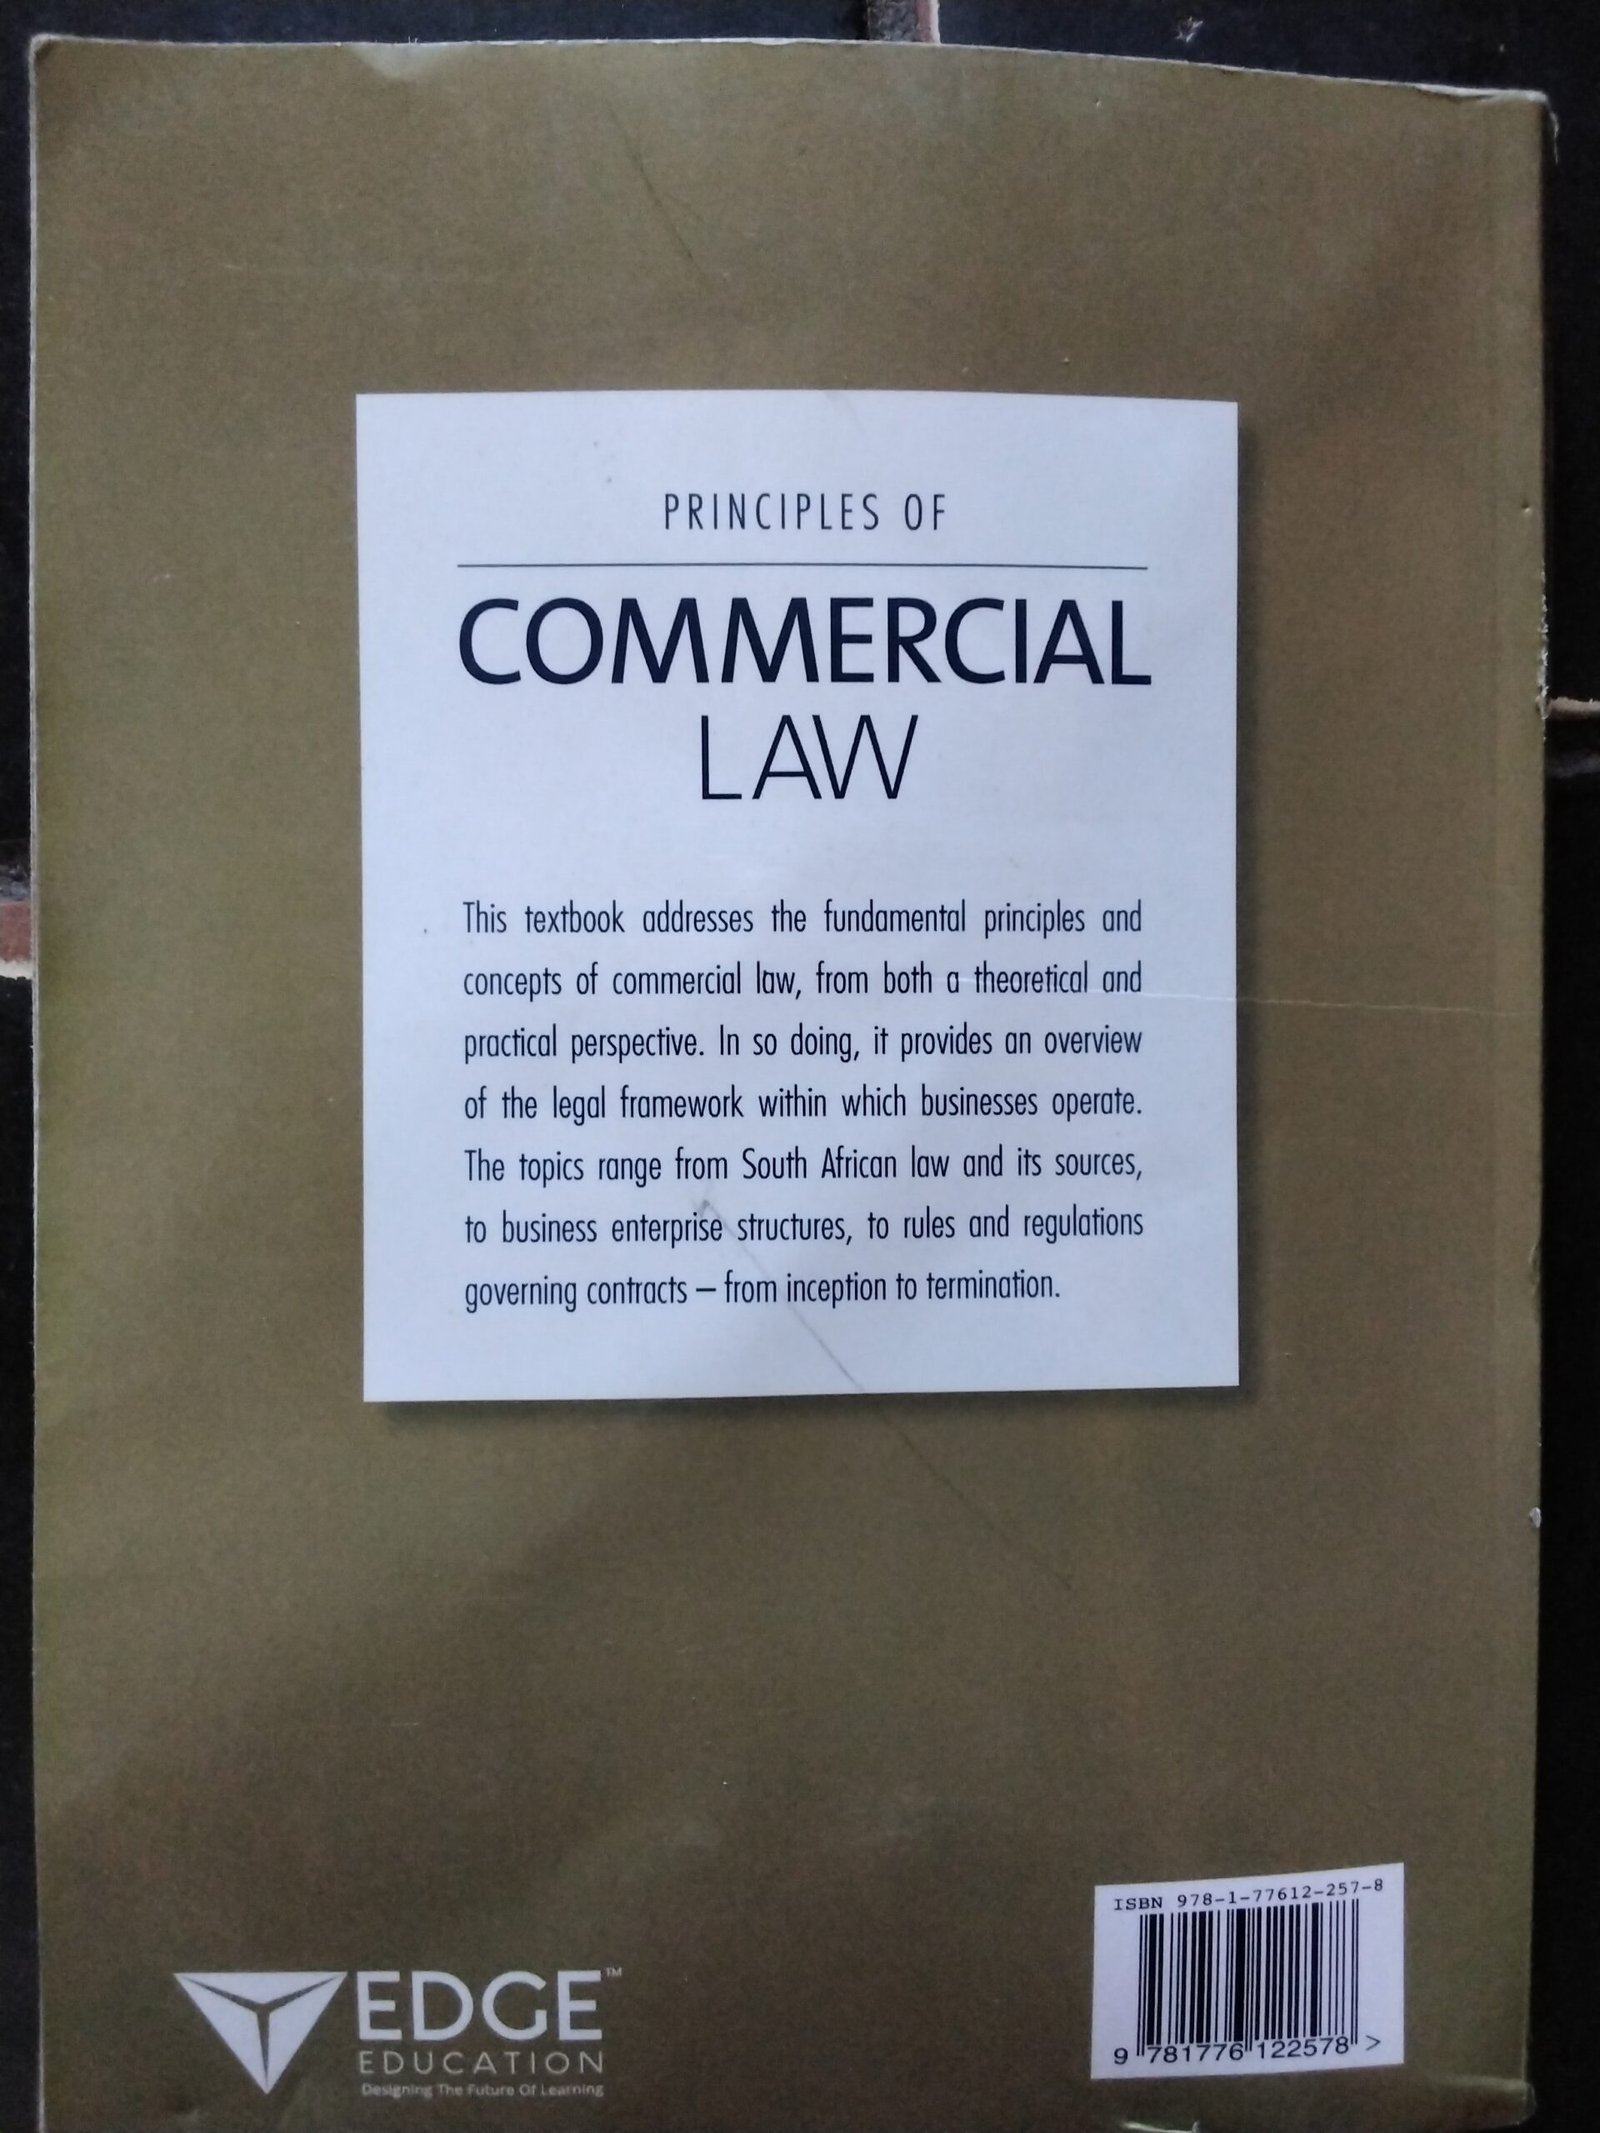 PRINCIPLES OF
COMMERCIAL
LAW
This textbook addresses the fundamental principles and
concepts of commercial law, from both a theoretical and
practical perspective. In so doing, it provides an overview
of the legal framework within which businesses operate.
The topics range from South African law and its sources,
to business enterprise structures, to rules and regulations
governing contracts – from inception to termination.
EDGE™
EDUCATION
Designing The Future Of Learning
ISBN 978-1-77612-257-8
9 781776 122578 >